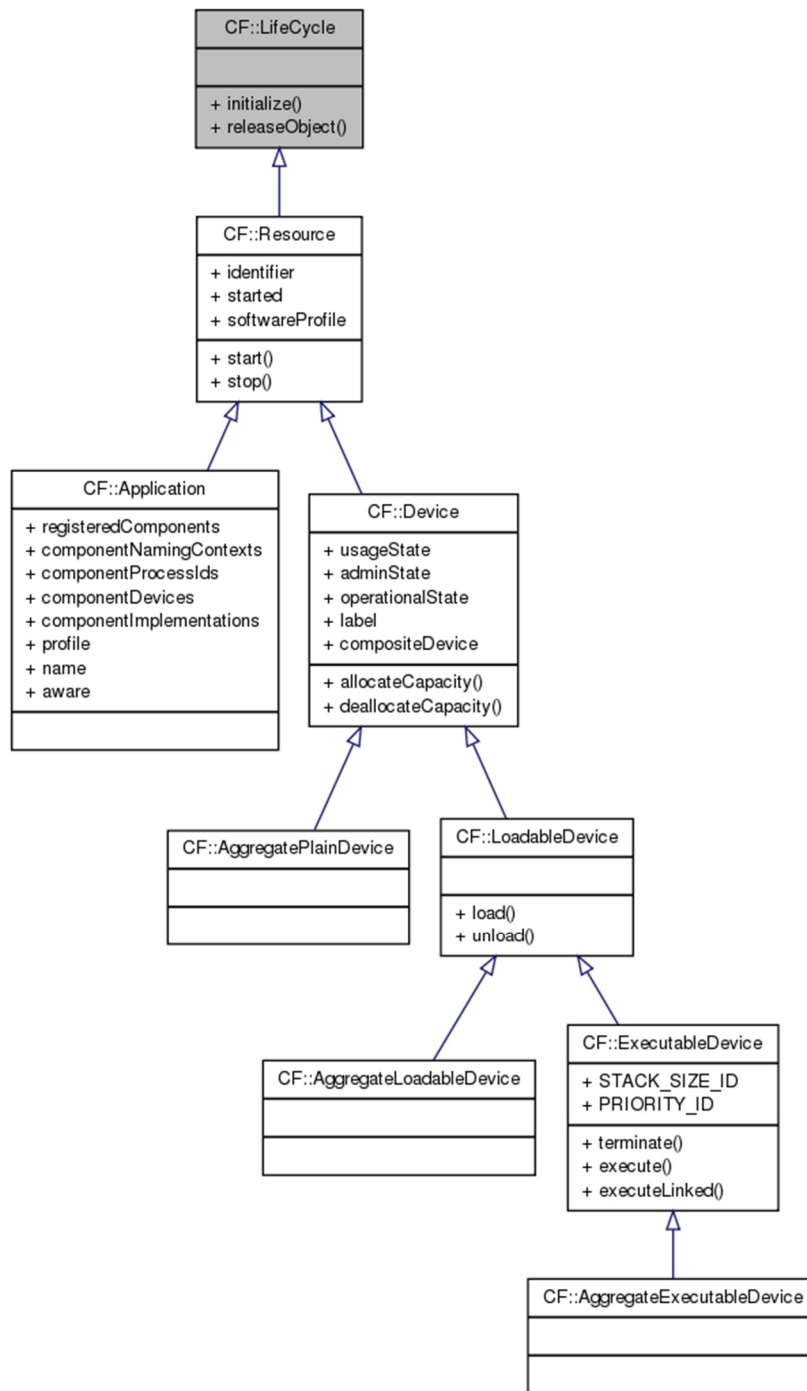 CF::LifeCycle
+ initialize()
+ releaseObject()
CF::Resource
+ identifier
+ started
+ softwareProfile
+ start()
+ stop()
CF::Application
+ registeredComponents
+ componentNamingContexts
+ componentProcessIds
+ componentDevices
+ componentImplementations
+ profile
+ name
+ aware
CF::Device
+ usageState
+ adminState
+ operationalState
+ label
+ compositeDevice
+ allocateCapacity()
+ deallocateCapacity()
CF::AggregatePlainDevice
CF::LoadableDevice
+ load()
+ unload()
CF::AggregateLoadableDevice
CF::ExecutableDevice
+ STACK_SIZE_ID
+ PRIORITY_ID
+ terminate()
+ execute()
+ executeLinked()
CF::AggregateExecutableDevice